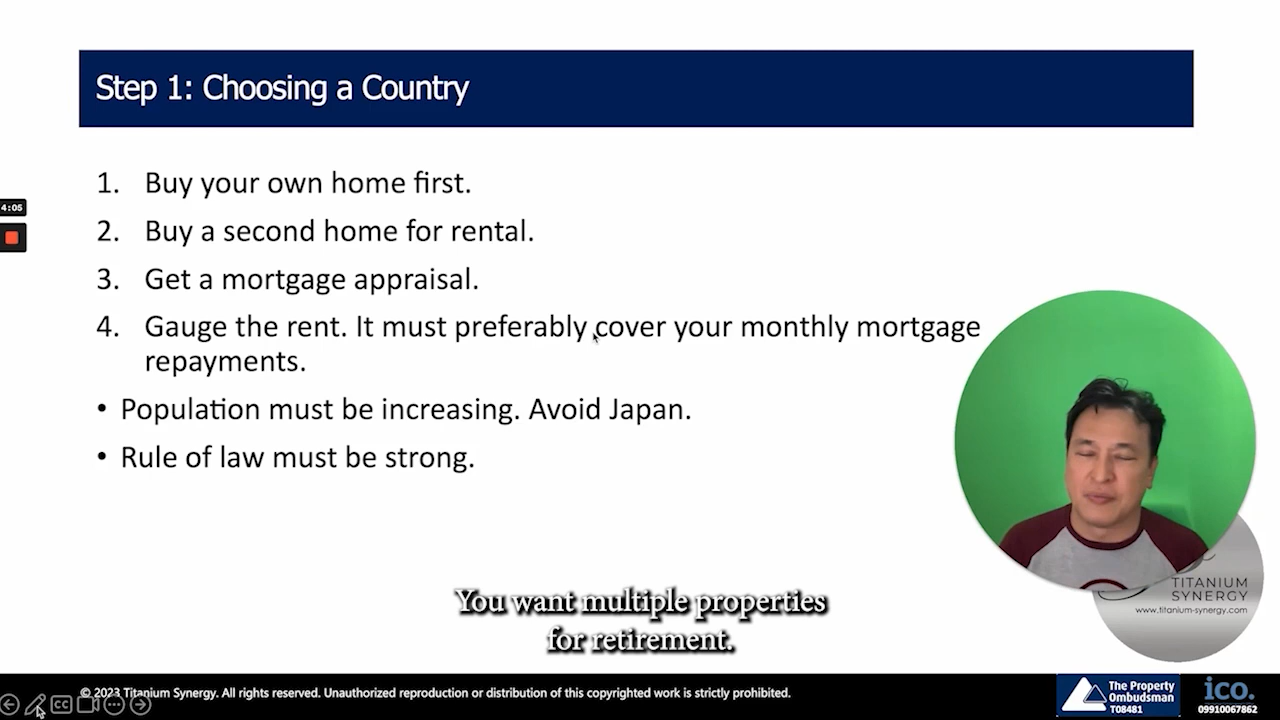 Step 1: Choosing a Country
1. Buy your own home first.
2. Buy a second home for rental.
3. Get a mortgage appraisal.
4. Gauge the rent. It must preferably cover your monthly mortgage
repayments.
• Population must be increasing. Avoid Japan.
• Rule of law must be strong.
4:05
TITANIUM
SYNERGY
www.titanium-synergy.com
You want multiple properties
for retirement.
CC
© 2023 Titanium Synergy. All rights reserved. Unauthorized reproduction or distribution of this copyrighted work is strictly prohibited.
The Property
Ombudsman
T08481
ico.
09910067862